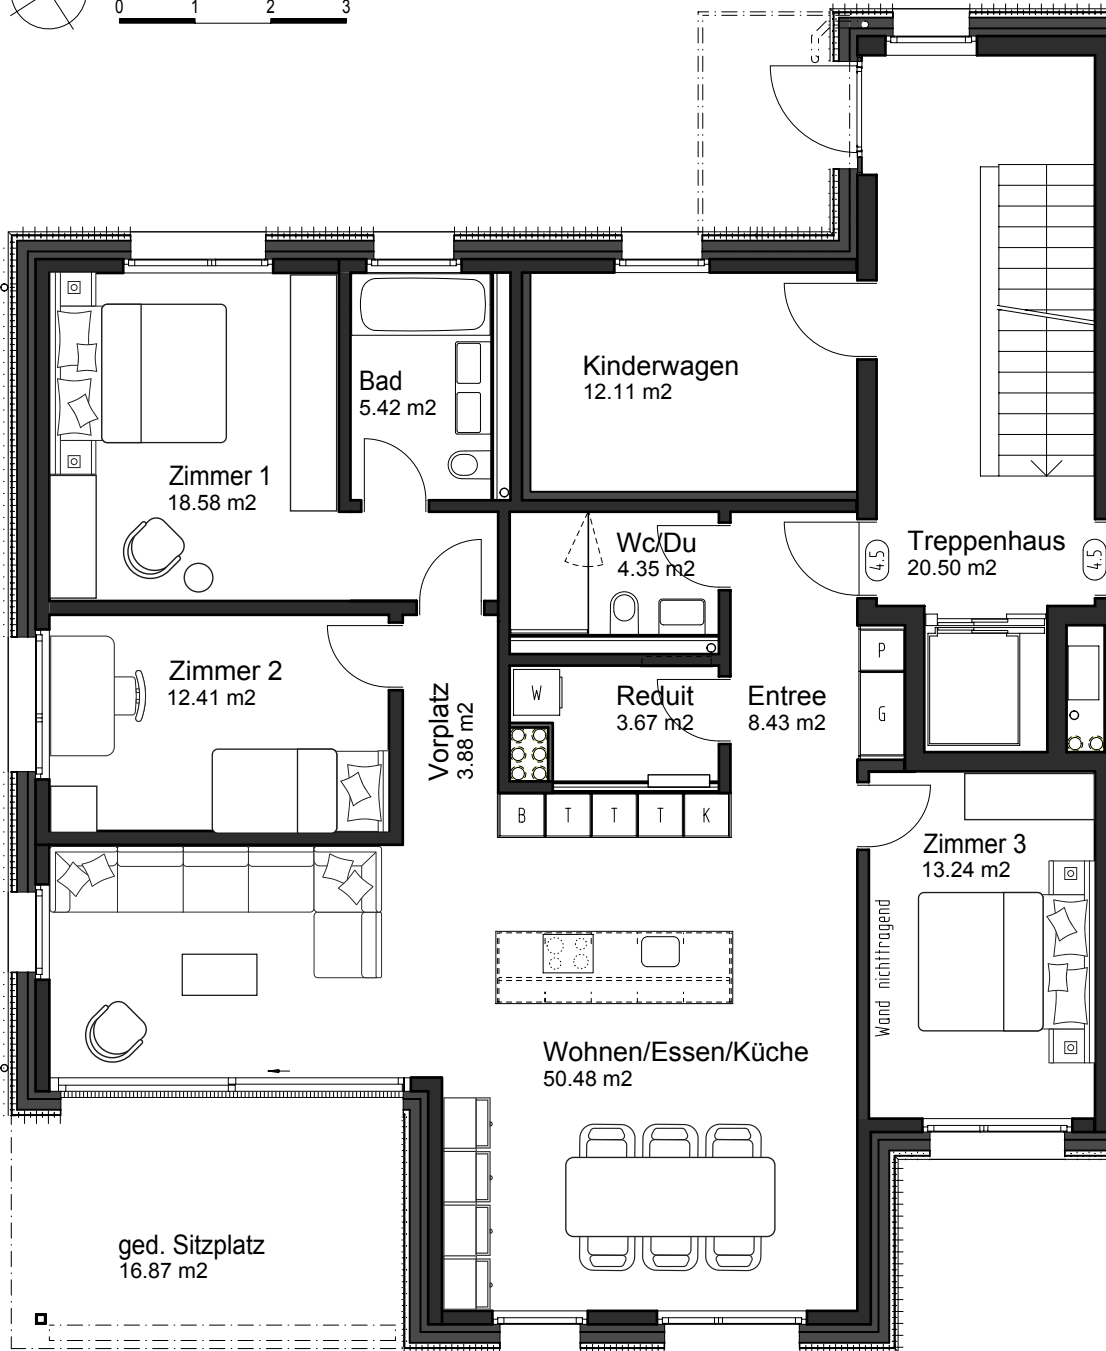 0 1 2 3
Kinderwagen
12.11 m2
Bad
5.42 m2
Zimmer 1
18.58 m2
Wc/Du
4.35 m2
4.5
Treppenhaus
20.50 m2
4.5
Zimmer 2
12.41 m2
Vorplatz
3.88 m2
W
Reduit
3.67 m2
Entree
8.43 m2
P
G
B T T T K
Zimmer 3
13.24 m2
Wand nichttragend
Wohnen/Essen/Küche
50.48 m2
ged. Sitzplatz
16.87 m2